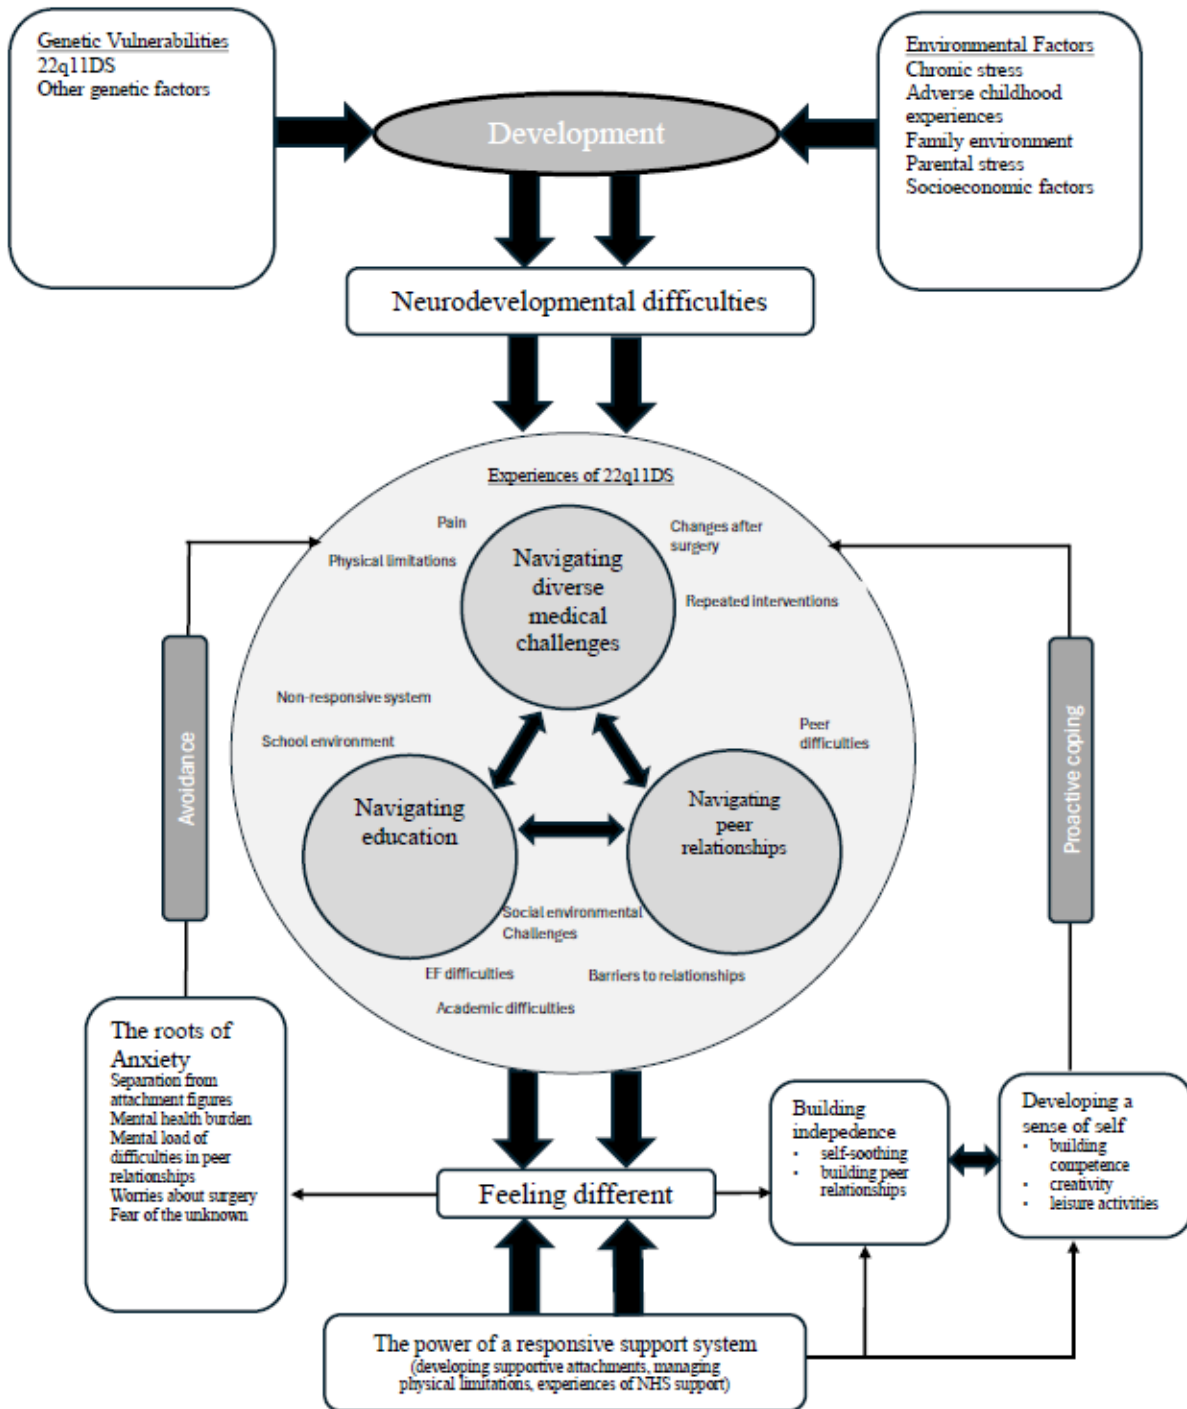 Genetic Vulnerabilities
22q11DS
Other genetic factors
Environmental Factors
Chronic stress
Adverse childhood
experiences
Family environment
Parental stress
Socioeconomic factors
Development
Neurodevelopmental difficulties
Experiences of 22q11DS
Pain
Physical limitations
Changes after
surgery
Repeated interventions
Navigating
diverse
medical
challenges
Non-responsive system
School environment
Peer
difficulties
Navigating
education
Navigating
peer
relationships
Social environmental
Challenges
EF difficulties
Barriers to relationships
Academic difficulties
Avoidance
Proactive coping
The roots of
Anxiety
Separation from
attachment figures
Mental health burden
Mental load of
difficulties in peer
relationships
Worries about surgery
Fear of the unknown
Feeling different
Building
indepedence
• self-soothing
• building peer
relationships
Developing a
sense of self
• building
competence
• creativity
• leisure activities
The power of a responsive support system
(developing supportive attachments, managing
physical limitations, experiences of NHS support)